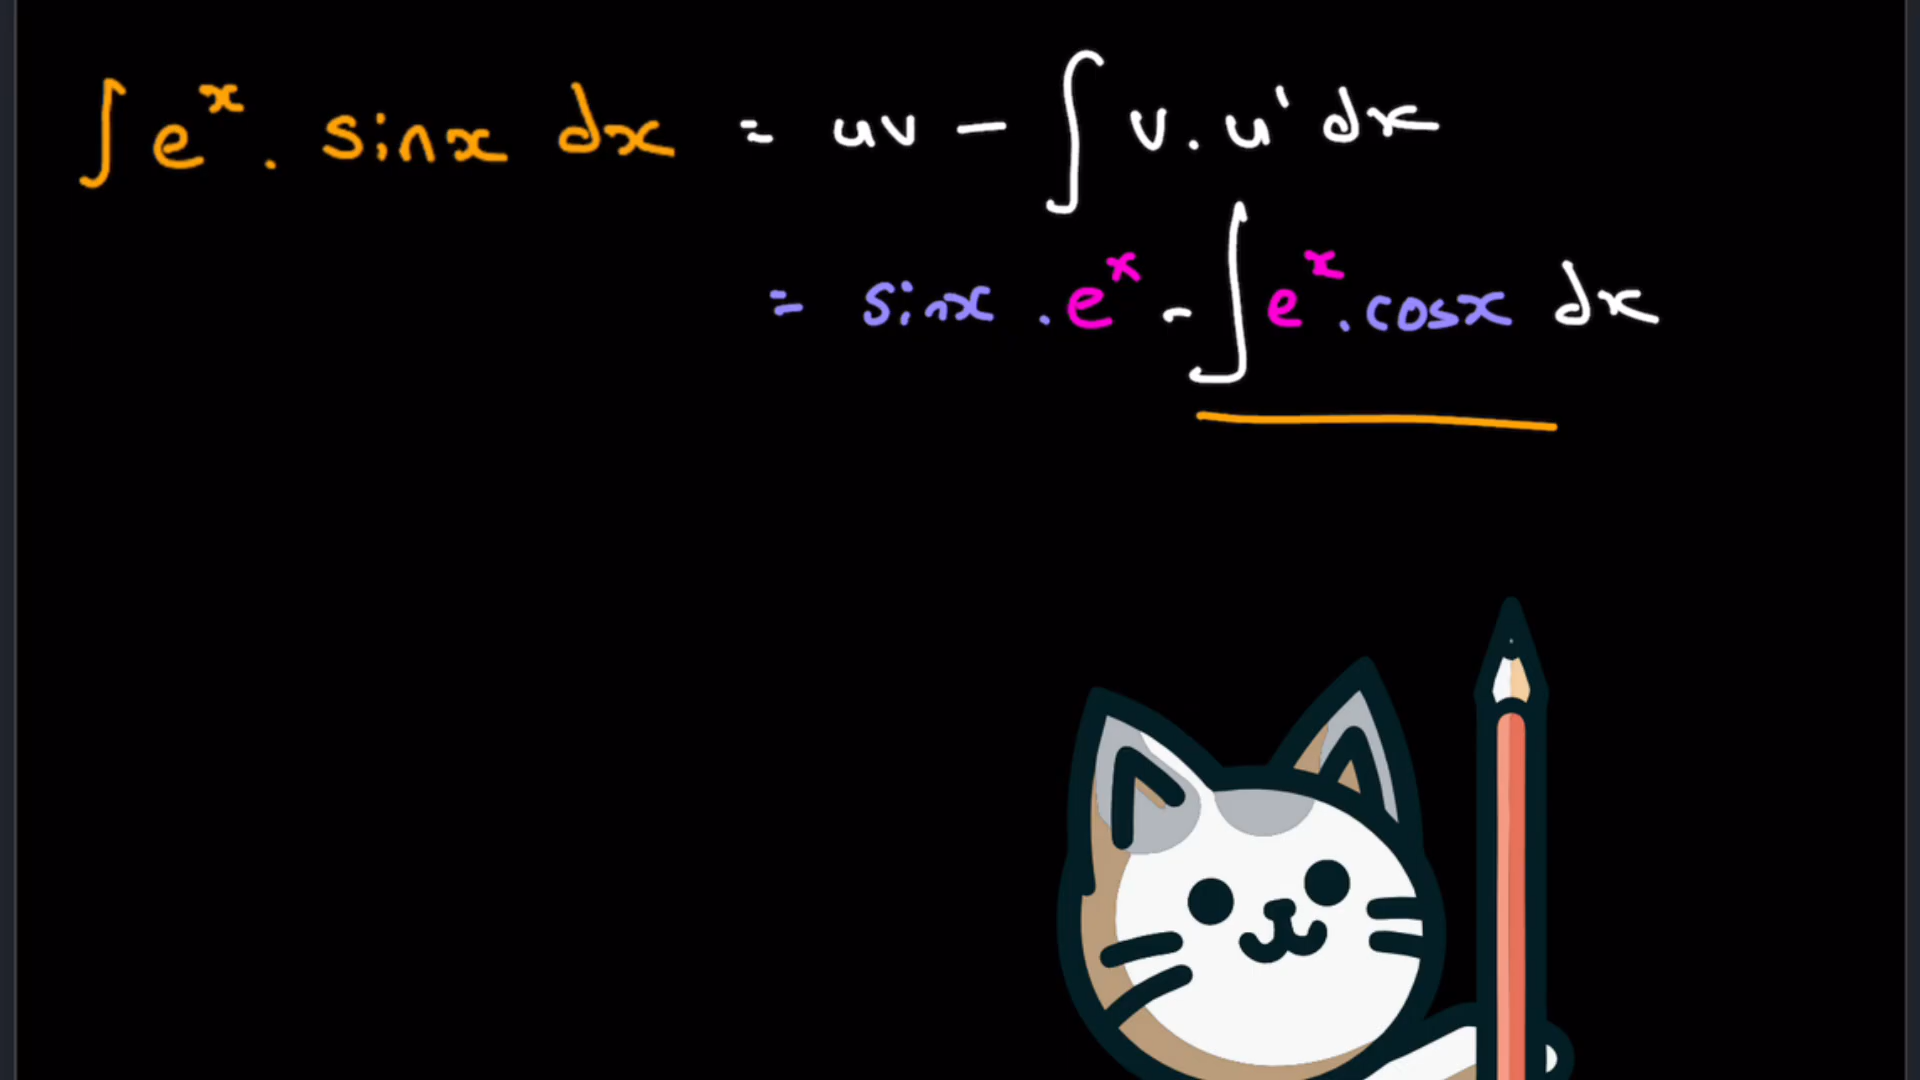 ∫ eˣ . sinx dx = uv − ∫ v . u' dx
= sinx . eˣ - ∫ eˣ . cosx dx